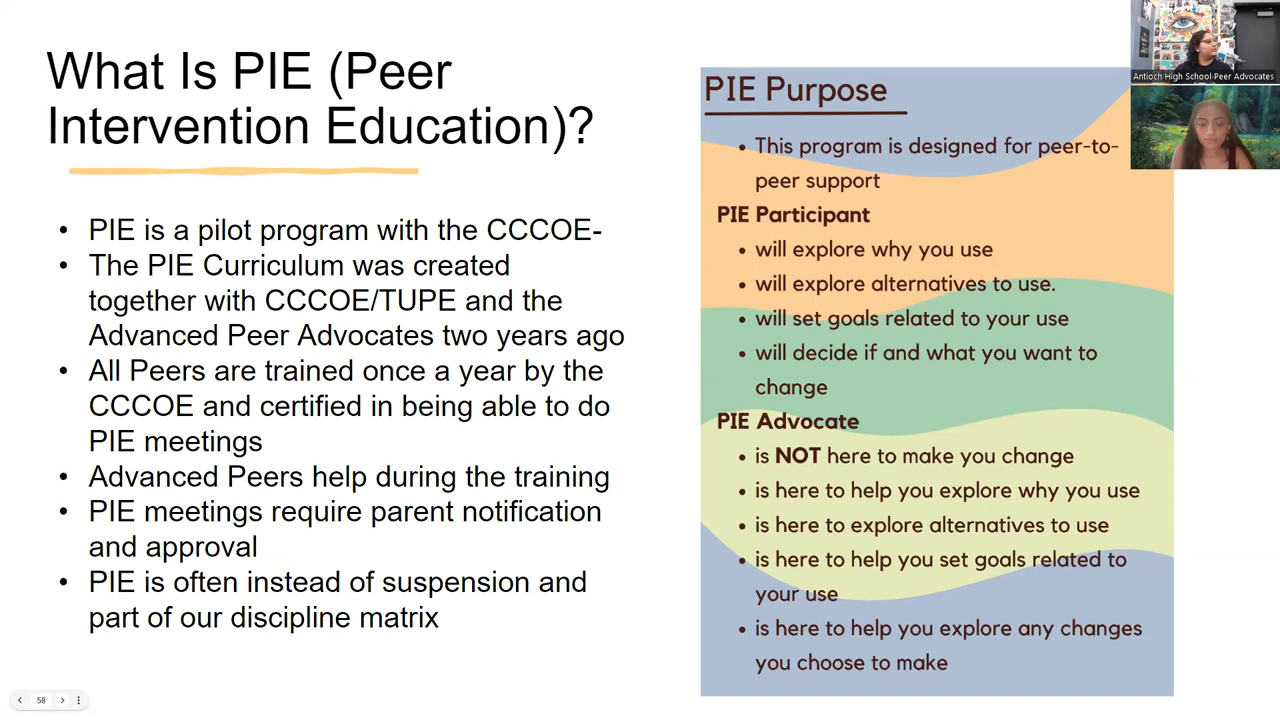 What Is PIE (Peer
Intervention Education)?
• PIE is a pilot program with the CCCOE-
• The PIE Curriculum was created
together with CCCOE/TUPE and the
Advanced Peer Advocates two years ago
• All Peers are trained once a year by the
CCCOE and certified in being able to do
PIE meetings
• Advanced Peers help during the training
• PIE meetings require parent notification
and approval
• PIE is often instead of suspension and
part of our discipline matrix
PIE Purpose
• This program is designed for peer-to-
peer support
PIE Participant
• will explore why you use
• will explore alternatives to use.
• will set goals related to your use
• will decide if and what you want to
change
PIE Advocate
• is NOT here to make you change
• is here to help you explore why you use
• is here to explore alternatives to use
• is here to help you set goals related to
your use
• is here to help you explore any changes
you choose to make
Antioch High School-Peer Advocates
58